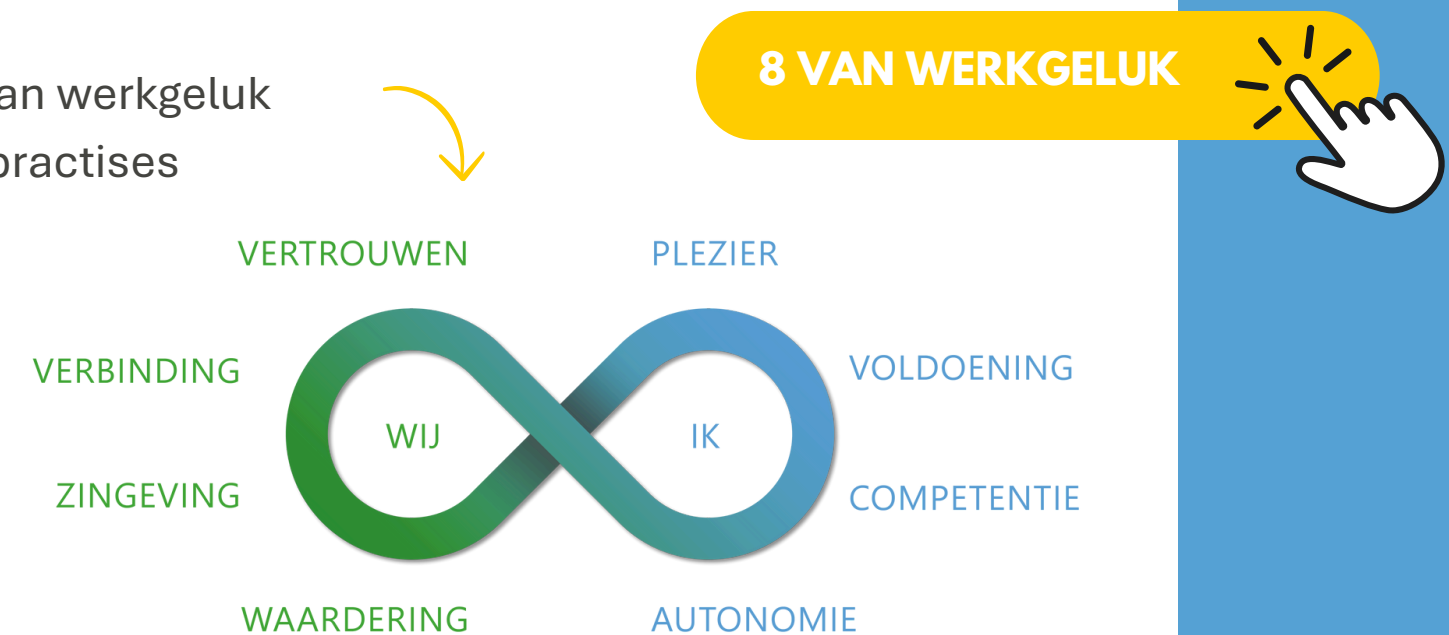 8 VAN WERKGELUK
an werkgeluk
practises
VERTROUWEN
PLEZIER
VERBINDING
VOLDOENING
WIJ
IK
ZINGEVING
COMPETENTIE
WAARDERING
AUTONOMIE